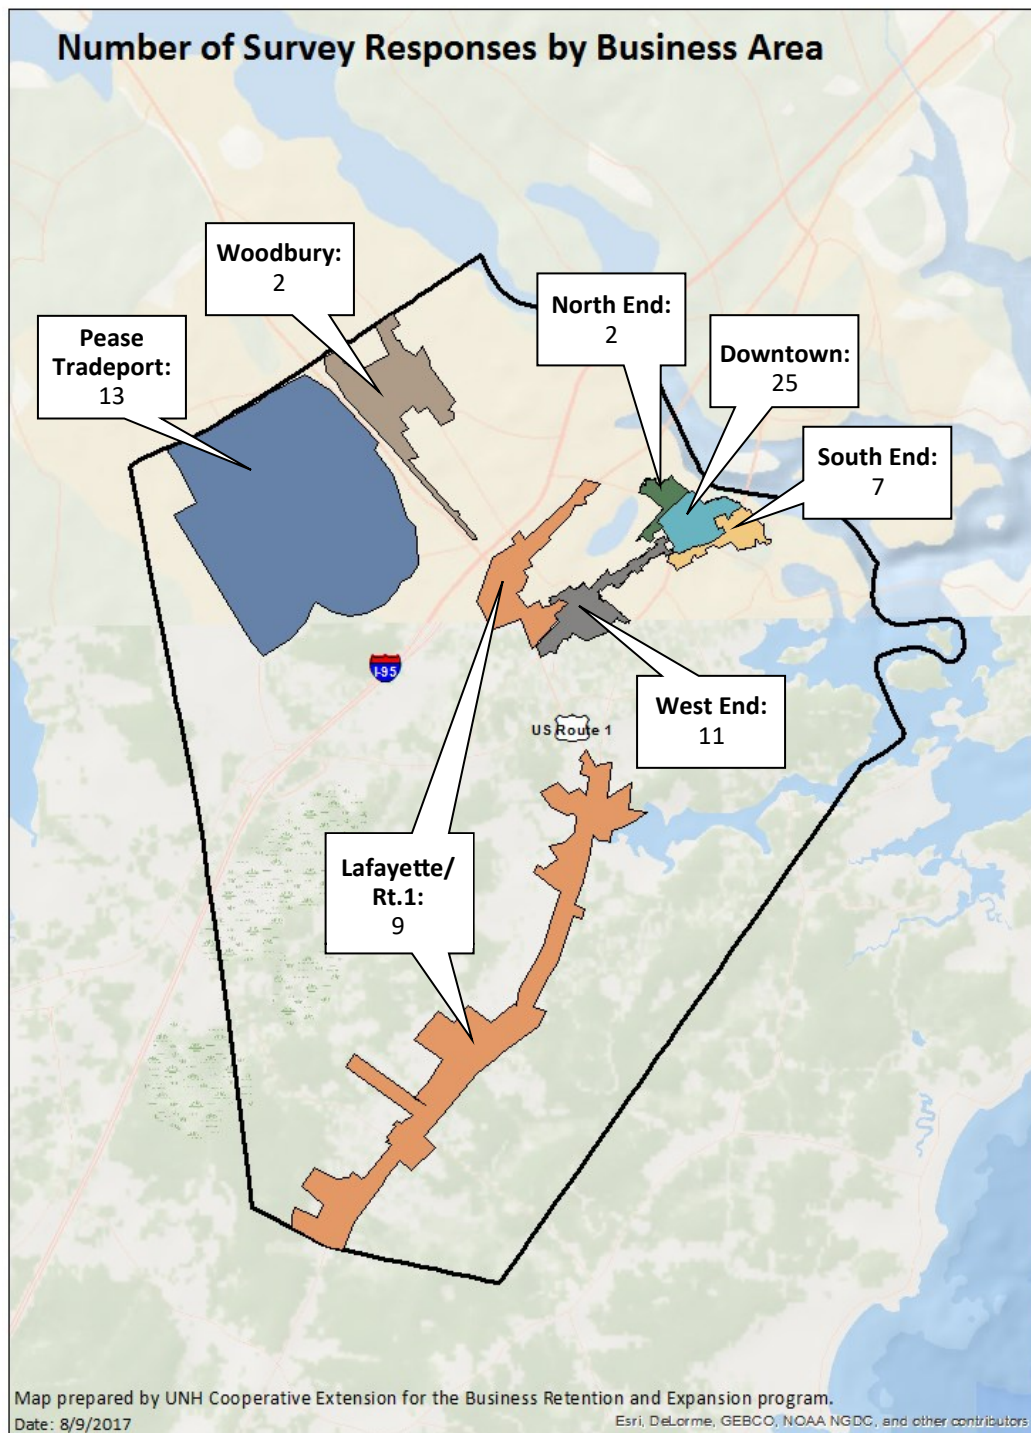 Number of Survey Responses by Business Area
Woodbury:
2
North End:
2
Pease
Tradeport:
13
Downtown:
25
South End:
7
I-95
West End:
11
US Route 1
Lafayette/
Rt.1:
9
Map prepared by UNH Cooperative Extension for the Business Retention and Expansion program.
Date: 8/9/2017
Esri, DeLorme, GEBCO, NOAA NGDC, and other contributors